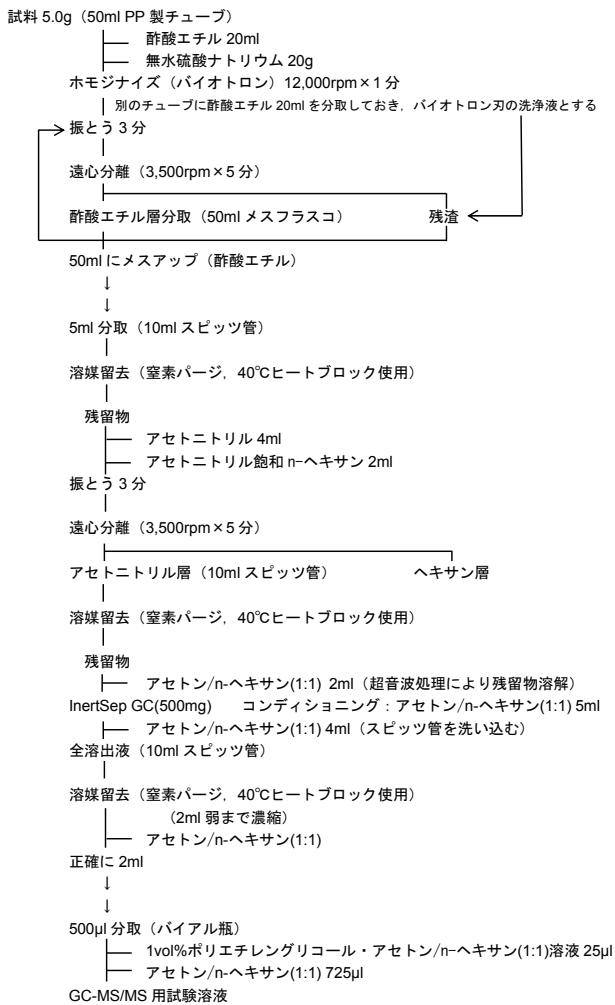 試料 5.0g（50ml PP 製チューブ）
酢酸エチル 20ml
無水硫酸ナトリウム 20g
ホモジナイズ（バイオトロン）12,000rpm×1 分
別のチューブに酢酸エチル 20ml を分取しておき，バイオトロン刃の洗浄液とする
振とう 3 分
遠心分離（3,500rpm×5 分）
酢酸エチル層分取（50ml メスフラスコ） 残渣
50ml にメスアップ（酢酸エチル）
↓
↓
5ml 分取（10ml スピッツ管）
溶媒留去（窒素パージ，40℃ヒートブロック使用）
残留物
アセトニトリル 4ml
アセトニトリル飽和 n-ヘキサン 2ml
振とう 3 分
遠心分離（3,500rpm×5 分）
アセトニトリル層（10ml スピッツ管） ヘキサン層
溶媒留去（窒素パージ，40℃ヒートブロック使用）
残留物
アセトン/n-ヘキサン(1:1) 2ml（超音波処理により残留物溶解）
InertSep GC(500mg) コンディショニング：アセトン/n-ヘキサン(1:1) 5ml
アセトン/n-ヘキサン(1:1) 4ml（スピッツ管を洗い込む）
全溶出液（10ml スピッツ管）
溶媒留去（窒素パージ，40℃ヒートブロック使用）
（2ml 弱まで濃縮）
アセトン/n-ヘキサン(1:1)
正確に 2ml
↓
↓
500µl 分取（バイアル瓶）
1vol%ポリエチレングリコール・アセトン/n-ヘキサン(1:1)溶液 25µl
アセトン/n-ヘキサン(1:1) 725µl
GC-MS/MS 用試験溶液